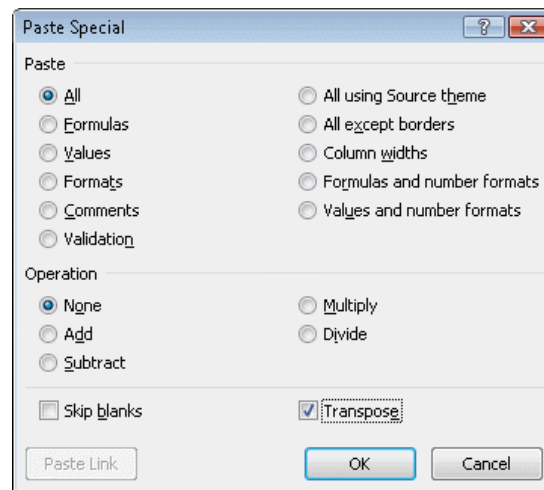 Paste Special
Paste
All
Formulas
Values
Formats
Comments
Validation
All using Source theme
All except borders
Column widths
Formulas and number formats
Values and number formats
Operation
None
Add
Subtract
Multiply
Divide
Skip blanks
Transpose
Paste Link
OK
Cancel